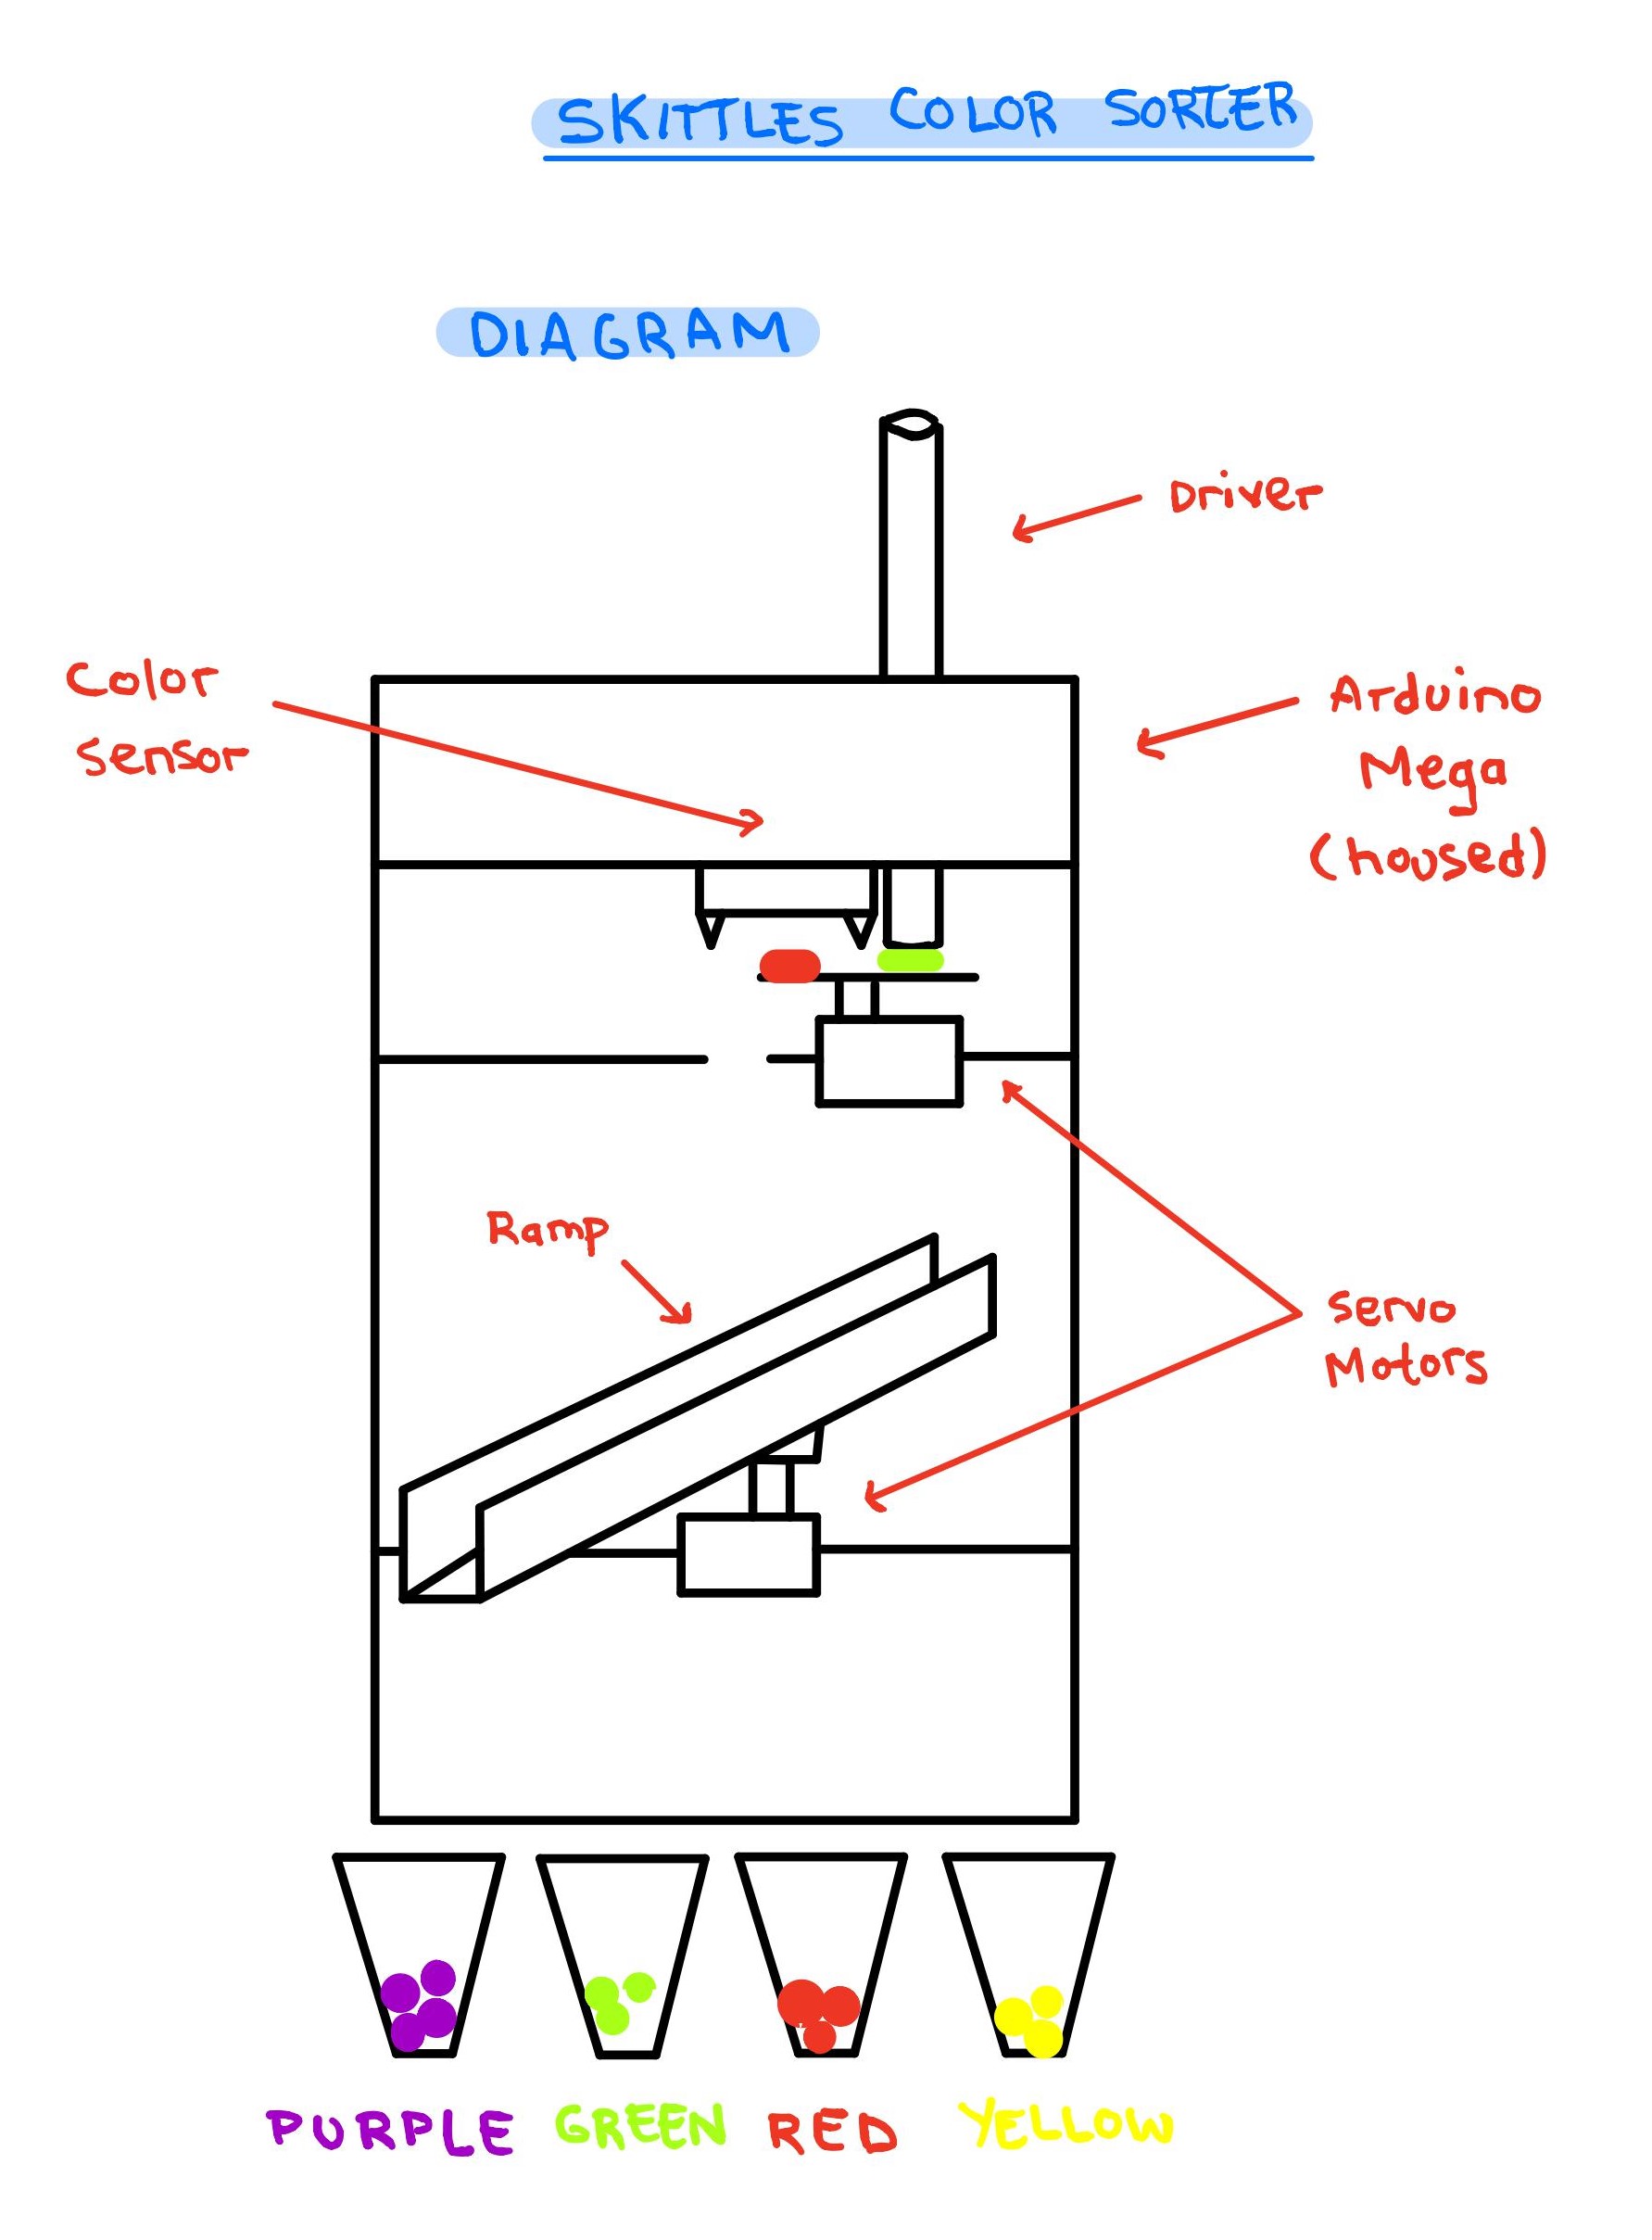 SKITTLES COLOR SORTER
DIAGRAM
Driver
Color
Sensor
Arduino
Mega
(housed)
Ramp
Servo
Motors
PURPLE GREEN RED YELLOW